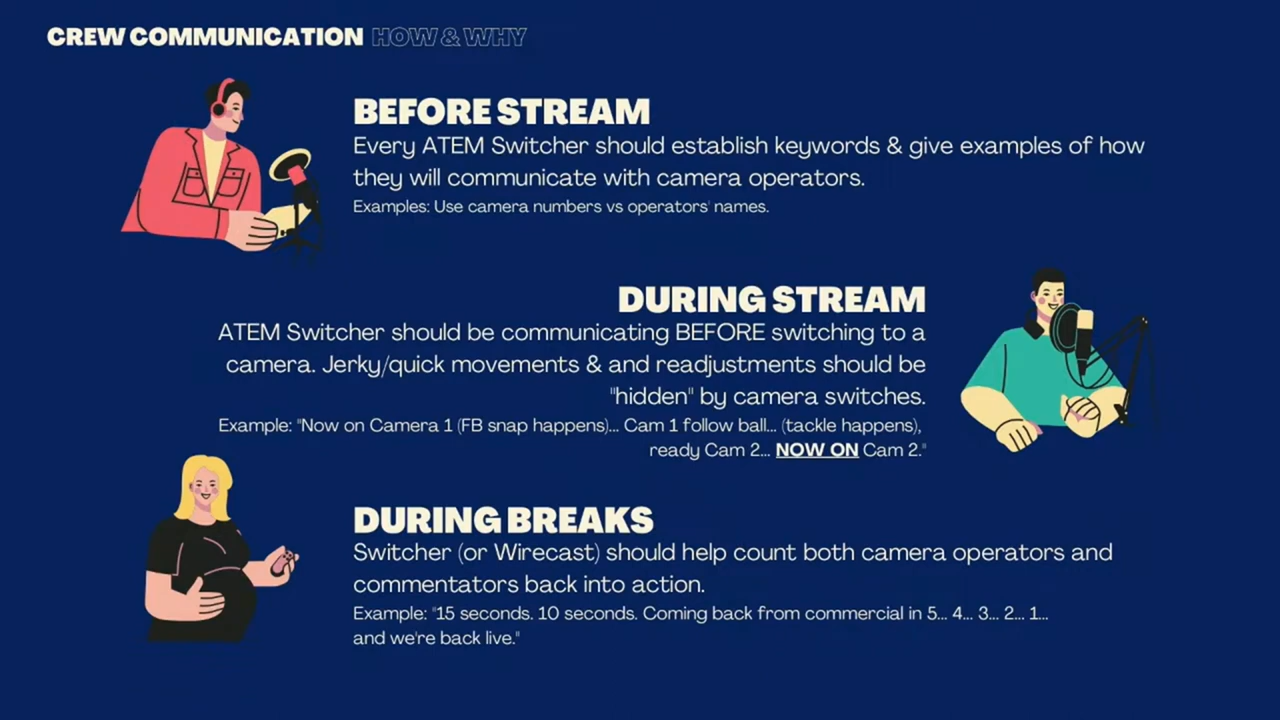 CREW COMMUNICATION HOW & WHY
BEFORE STREAM
Every ATEM Switcher should establish keywords & give examples of how
they will communicate with camera operators.
Examples: Use camera numbers vs operators' names.
DURING STREAM
ATEM Switcher should be communicating BEFORE switching to a
camera. Jerky/quick movements & and readjustments should be
"hidden" by camera switches.
Example: "Now on Camera 1 (FB snap happens)... Cam 1 follow ball... (tackle happens),
ready Cam 2... NOW ON Cam 2."
DURING BREAKS
Switcher (or Wirecast) should help count both camera operators and
commentators back into action.
Example: "15 seconds. 10 seconds. Coming back from commercial in 5... 4... 3... 2... 1...
and we're back live."